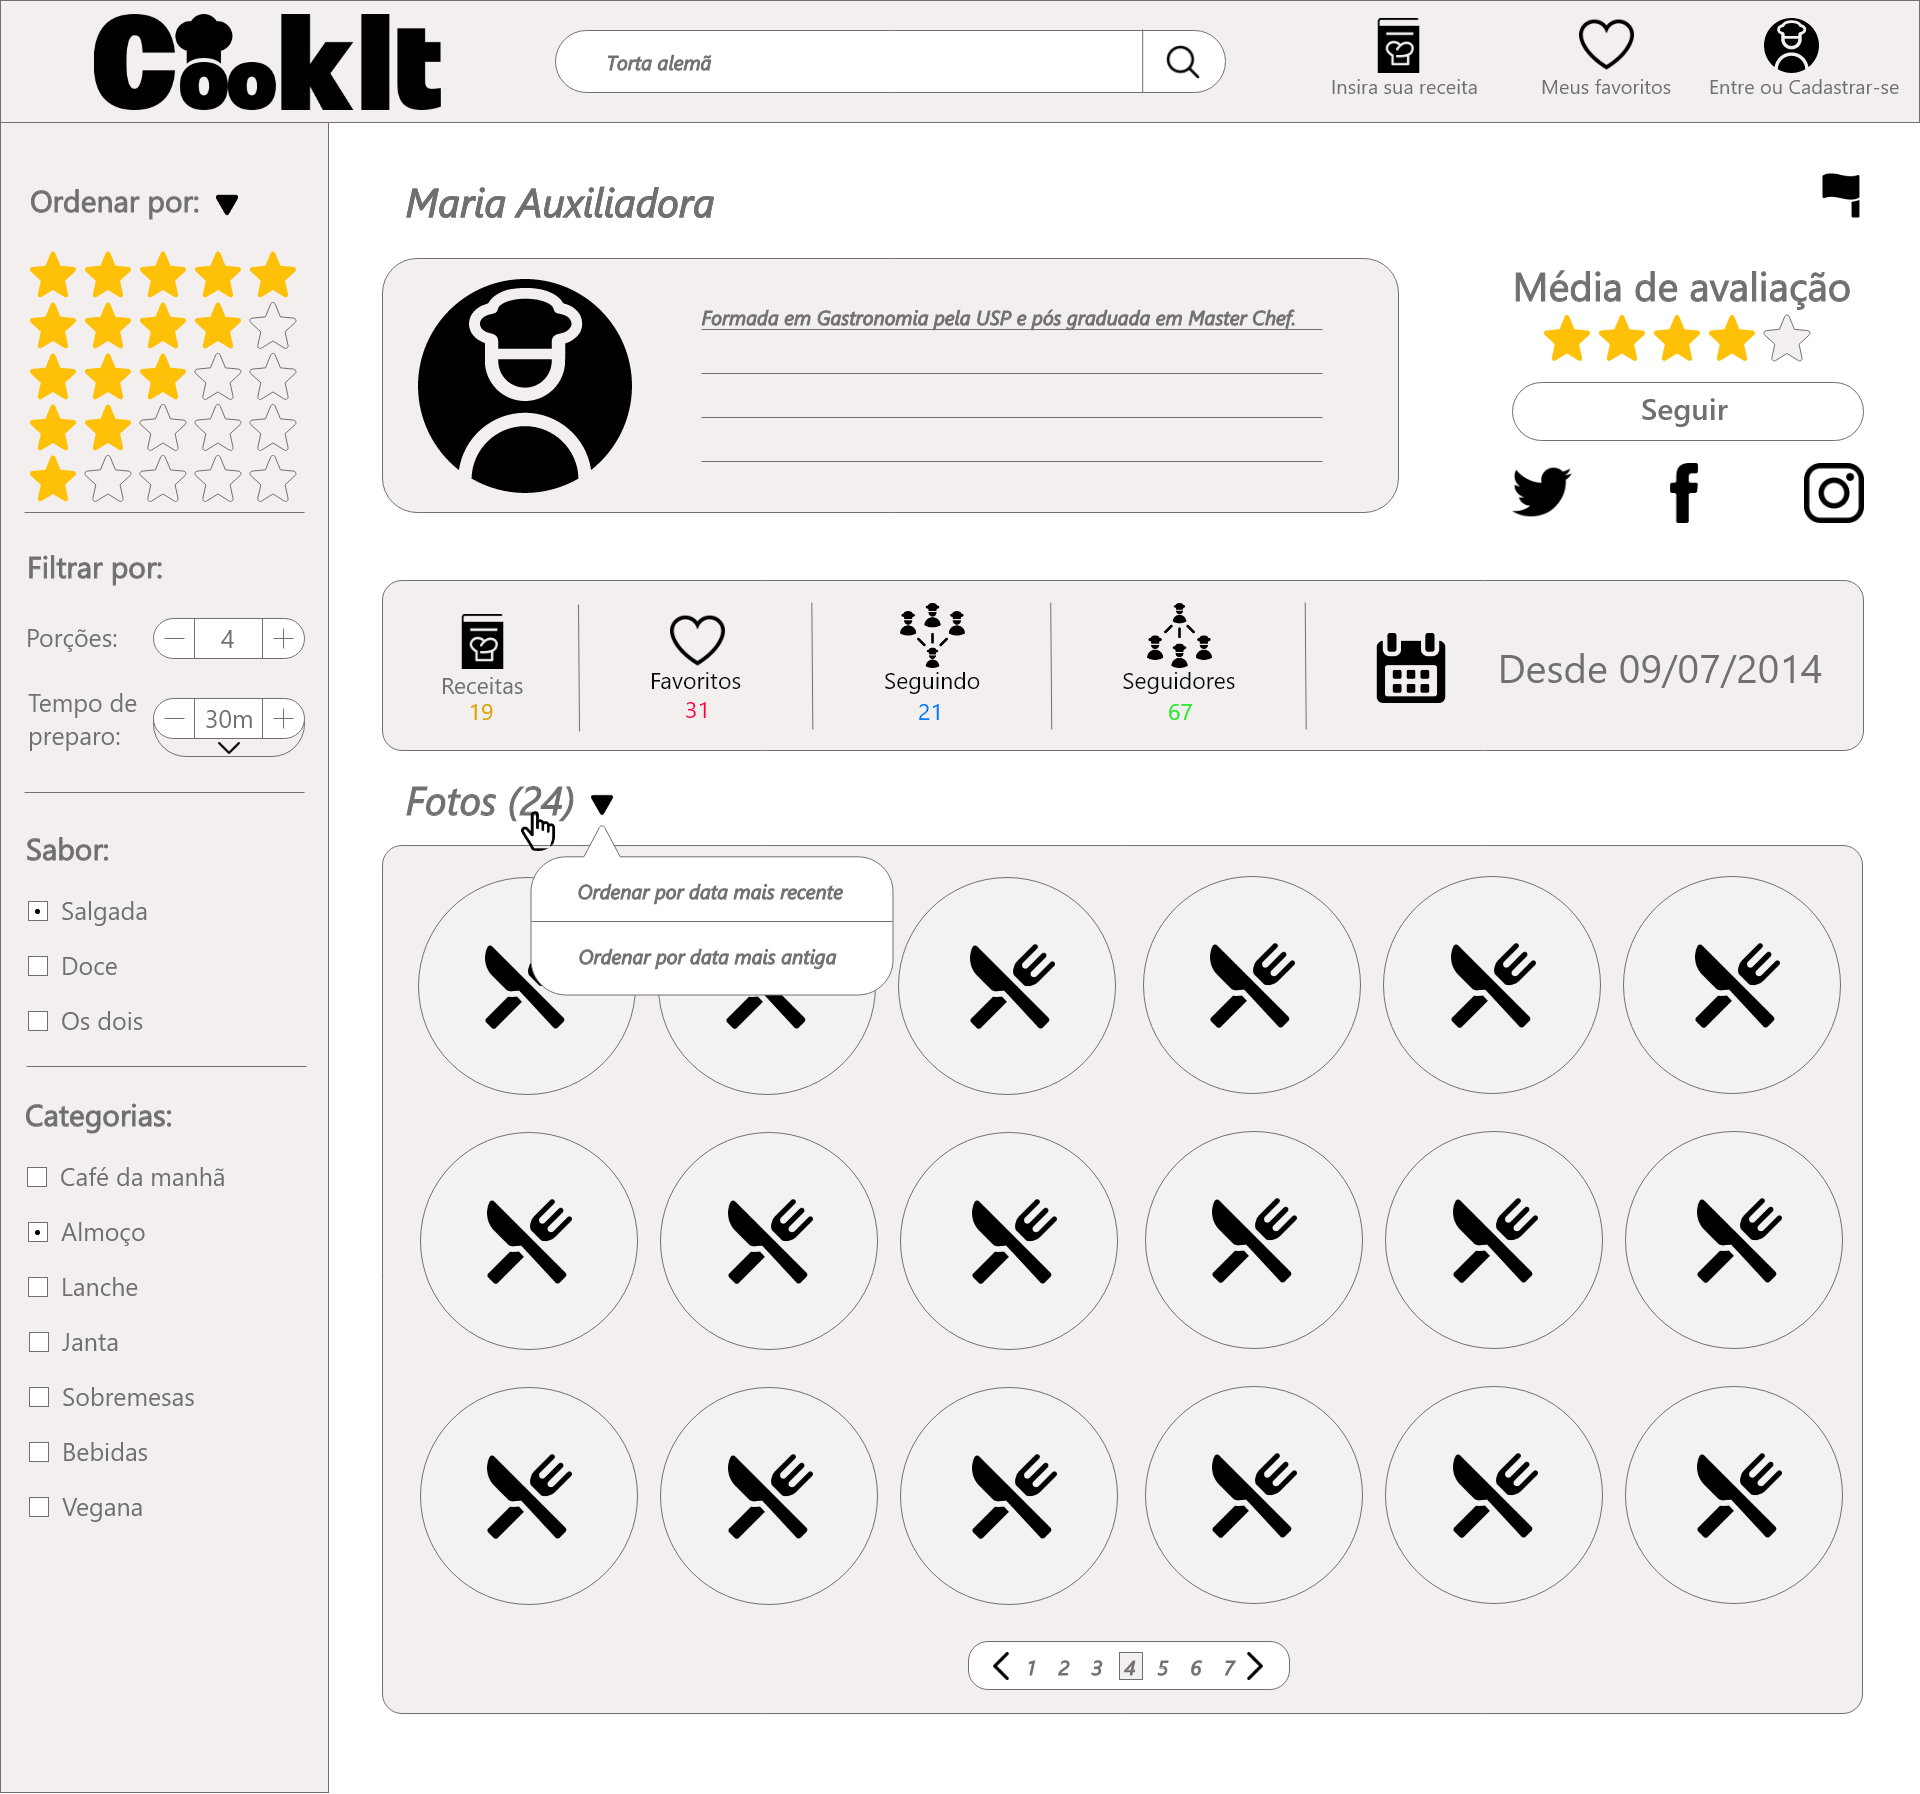 CookIt
Torta alemã
Insira sua receita
Meus favoritos
Entre ou Cadastrar-se
Ordenar por:
Filtrar por:
Porções:
4
Tempo de
preparo:
30m
Sabor:
Salgada
Doce
Os dois
Categorias:
Café da manhã
Almoço
Lanche
Janta
Sobremesas
Bebidas
Vegana
Maria Auxiliadora
Formada em Gastronomia pela USP e pós graduada em Master Chef.
Média de avaliação
Seguir
Receitas
19
Favoritos
31
Seguindo
21
Seguidores
67
Desde 09/07/2014
Fotos (24)
Ordenar por data mais recente
Ordenar por data mais antiga
1 2 3 4 5 6 7